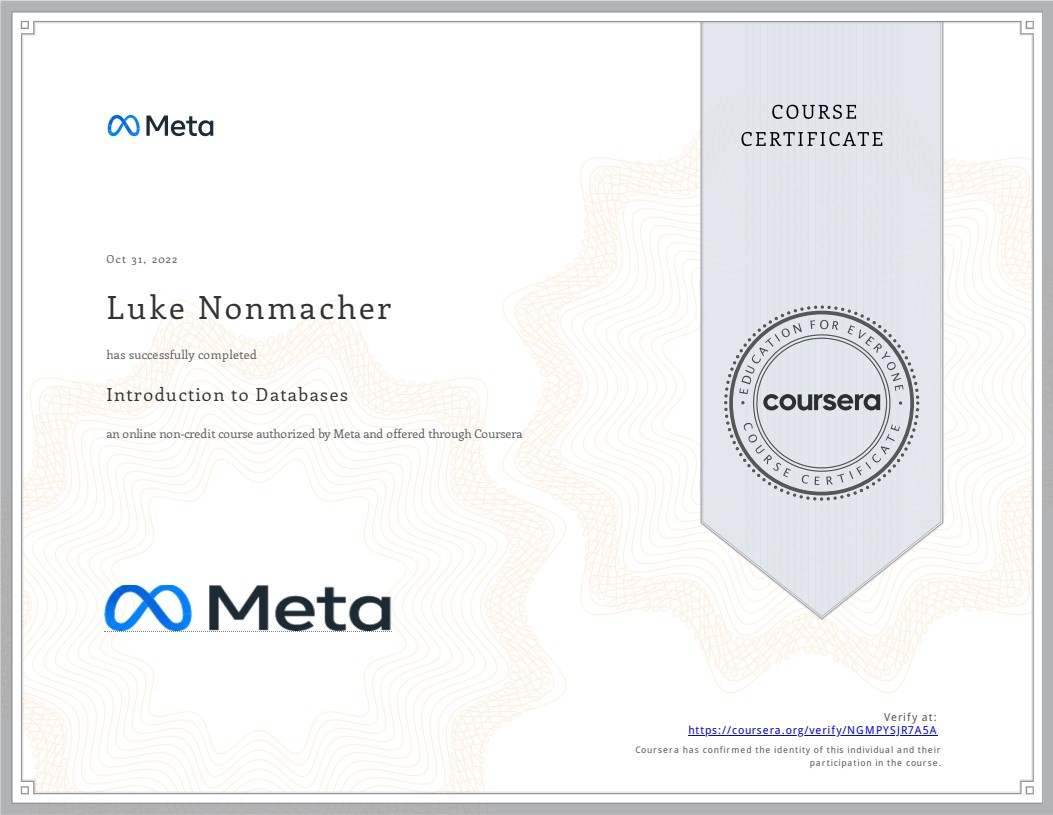 Meta
COURSE
CERTIFICATE
Oct 31, 2022
Luke Nonmacher
has successfully completed
Introduction to Databases
an online non-credit course authorized by Meta and offered through Coursera
• EDUCATION FOR EVERYONE •
coursera
COURSE CERTIFICATE
Meta
Verify at:
https://coursera.org/verify/NGMPYSJR7A5A
Coursera has confirmed the identity of this individual and their
participation in the course.